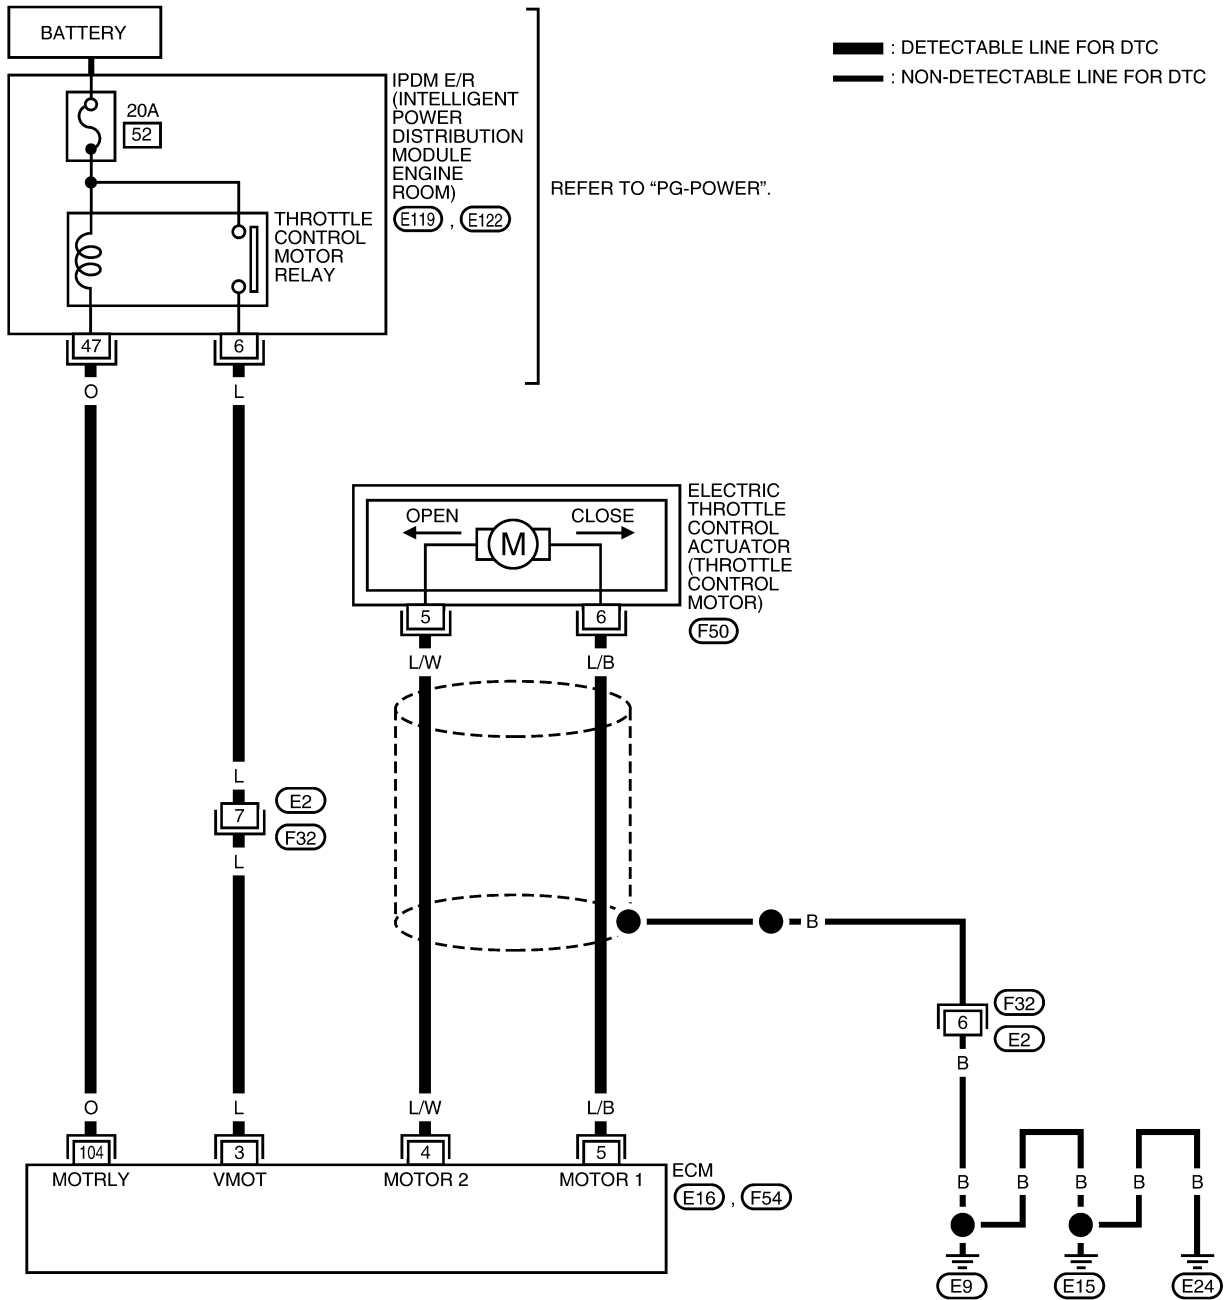 BATTERY
20A
52
IPDM E/R
(INTELLIGENT
POWER
DISTRIBUTION
MODULE
ENGINE
ROOM)
E119 , E122
THROTTLE
CONTROL
MOTOR
RELAY
REFER TO “PG-POWER”.
: DETECTABLE LINE FOR DTC
: NON-DETECTABLE LINE FOR DTC
47 6
O L
OPEN CLOSE
M
ELECTRIC
THROTTLE
CONTROL
ACTUATOR
(THROTTLE
CONTROL
MOTOR)
F50
5 6
L/W L/B
L
7
E2
F32
L
B
6
F32
E2
B
O L L/W L/B
104 3 4 5
MOTRLY VMOT MOTOR 2 MOTOR 1
ECM
E16 , F54
B B B B B
E9 E15 E24